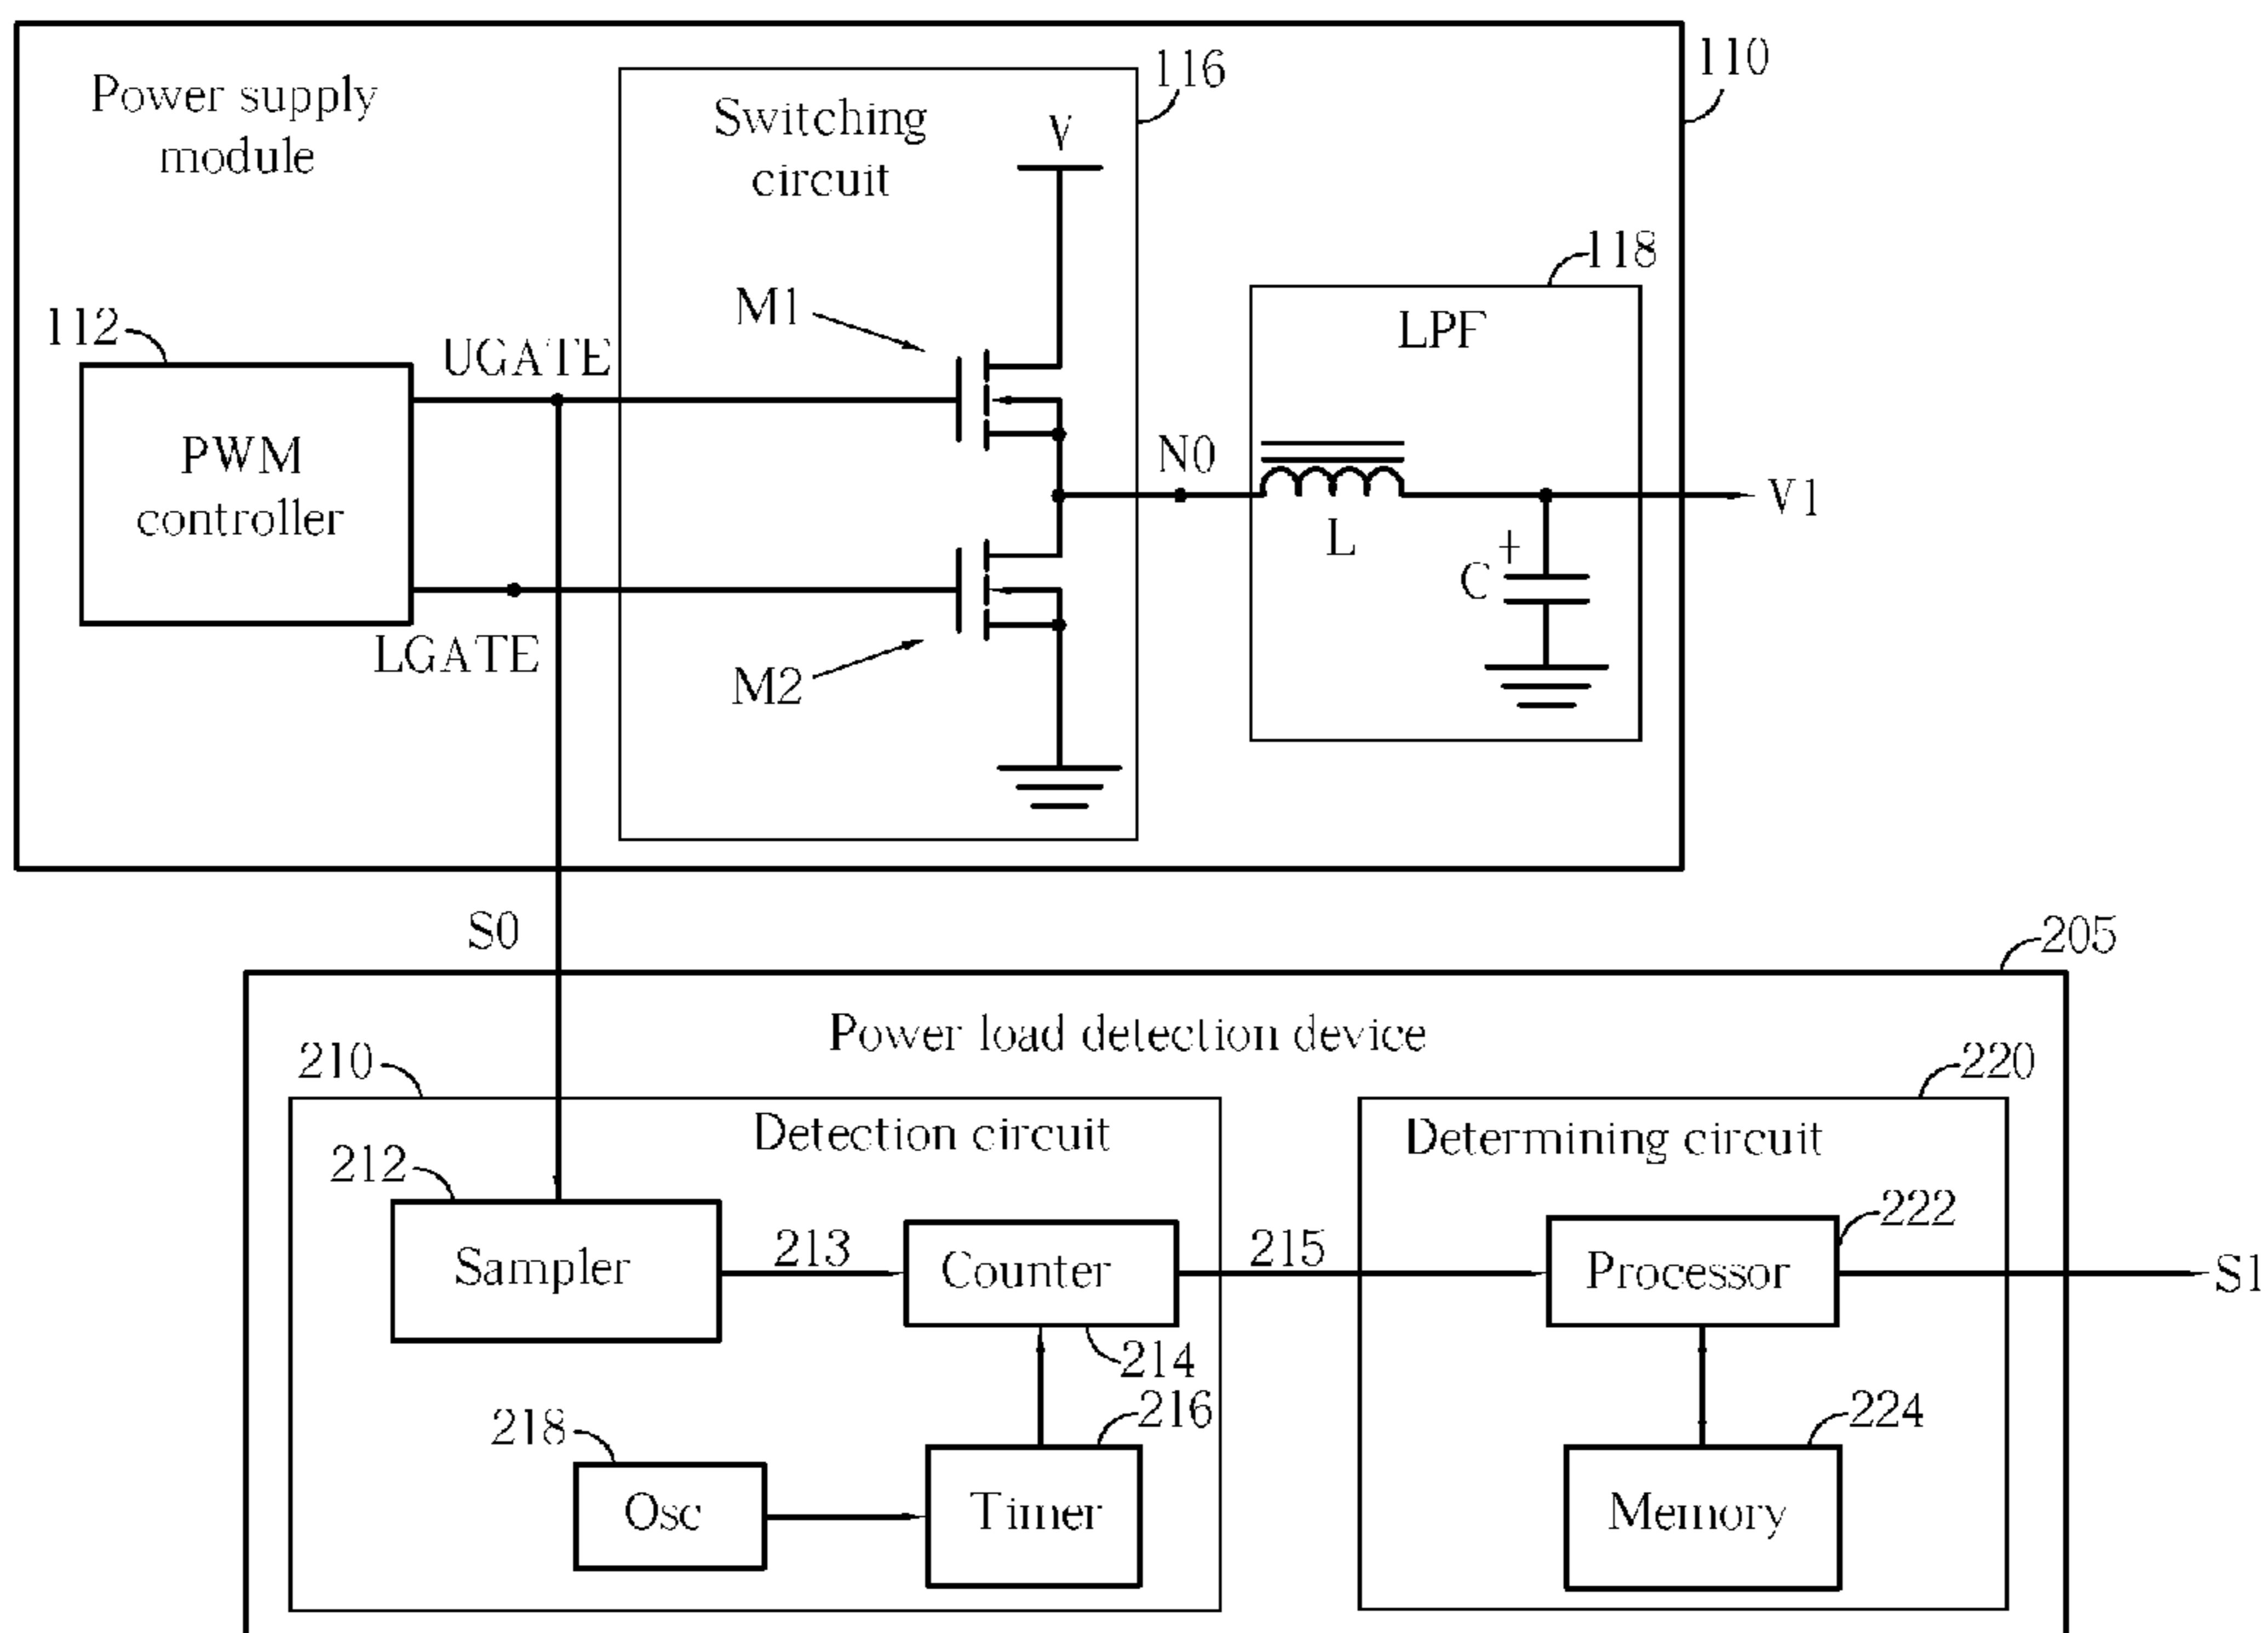 Power supply
module
110
116
Switching
circuit
V
118
LPF
M1
112
UGATE
PWM
controller
N0
V1
L
+
C
LGATE
M2
S0
205
Power load detection device
210
220
Detection circuit
Determining circuit
212
222
Sampler
213
Counter
215
Processor
S1
214
216
224
218
Osc
Timer
Memory